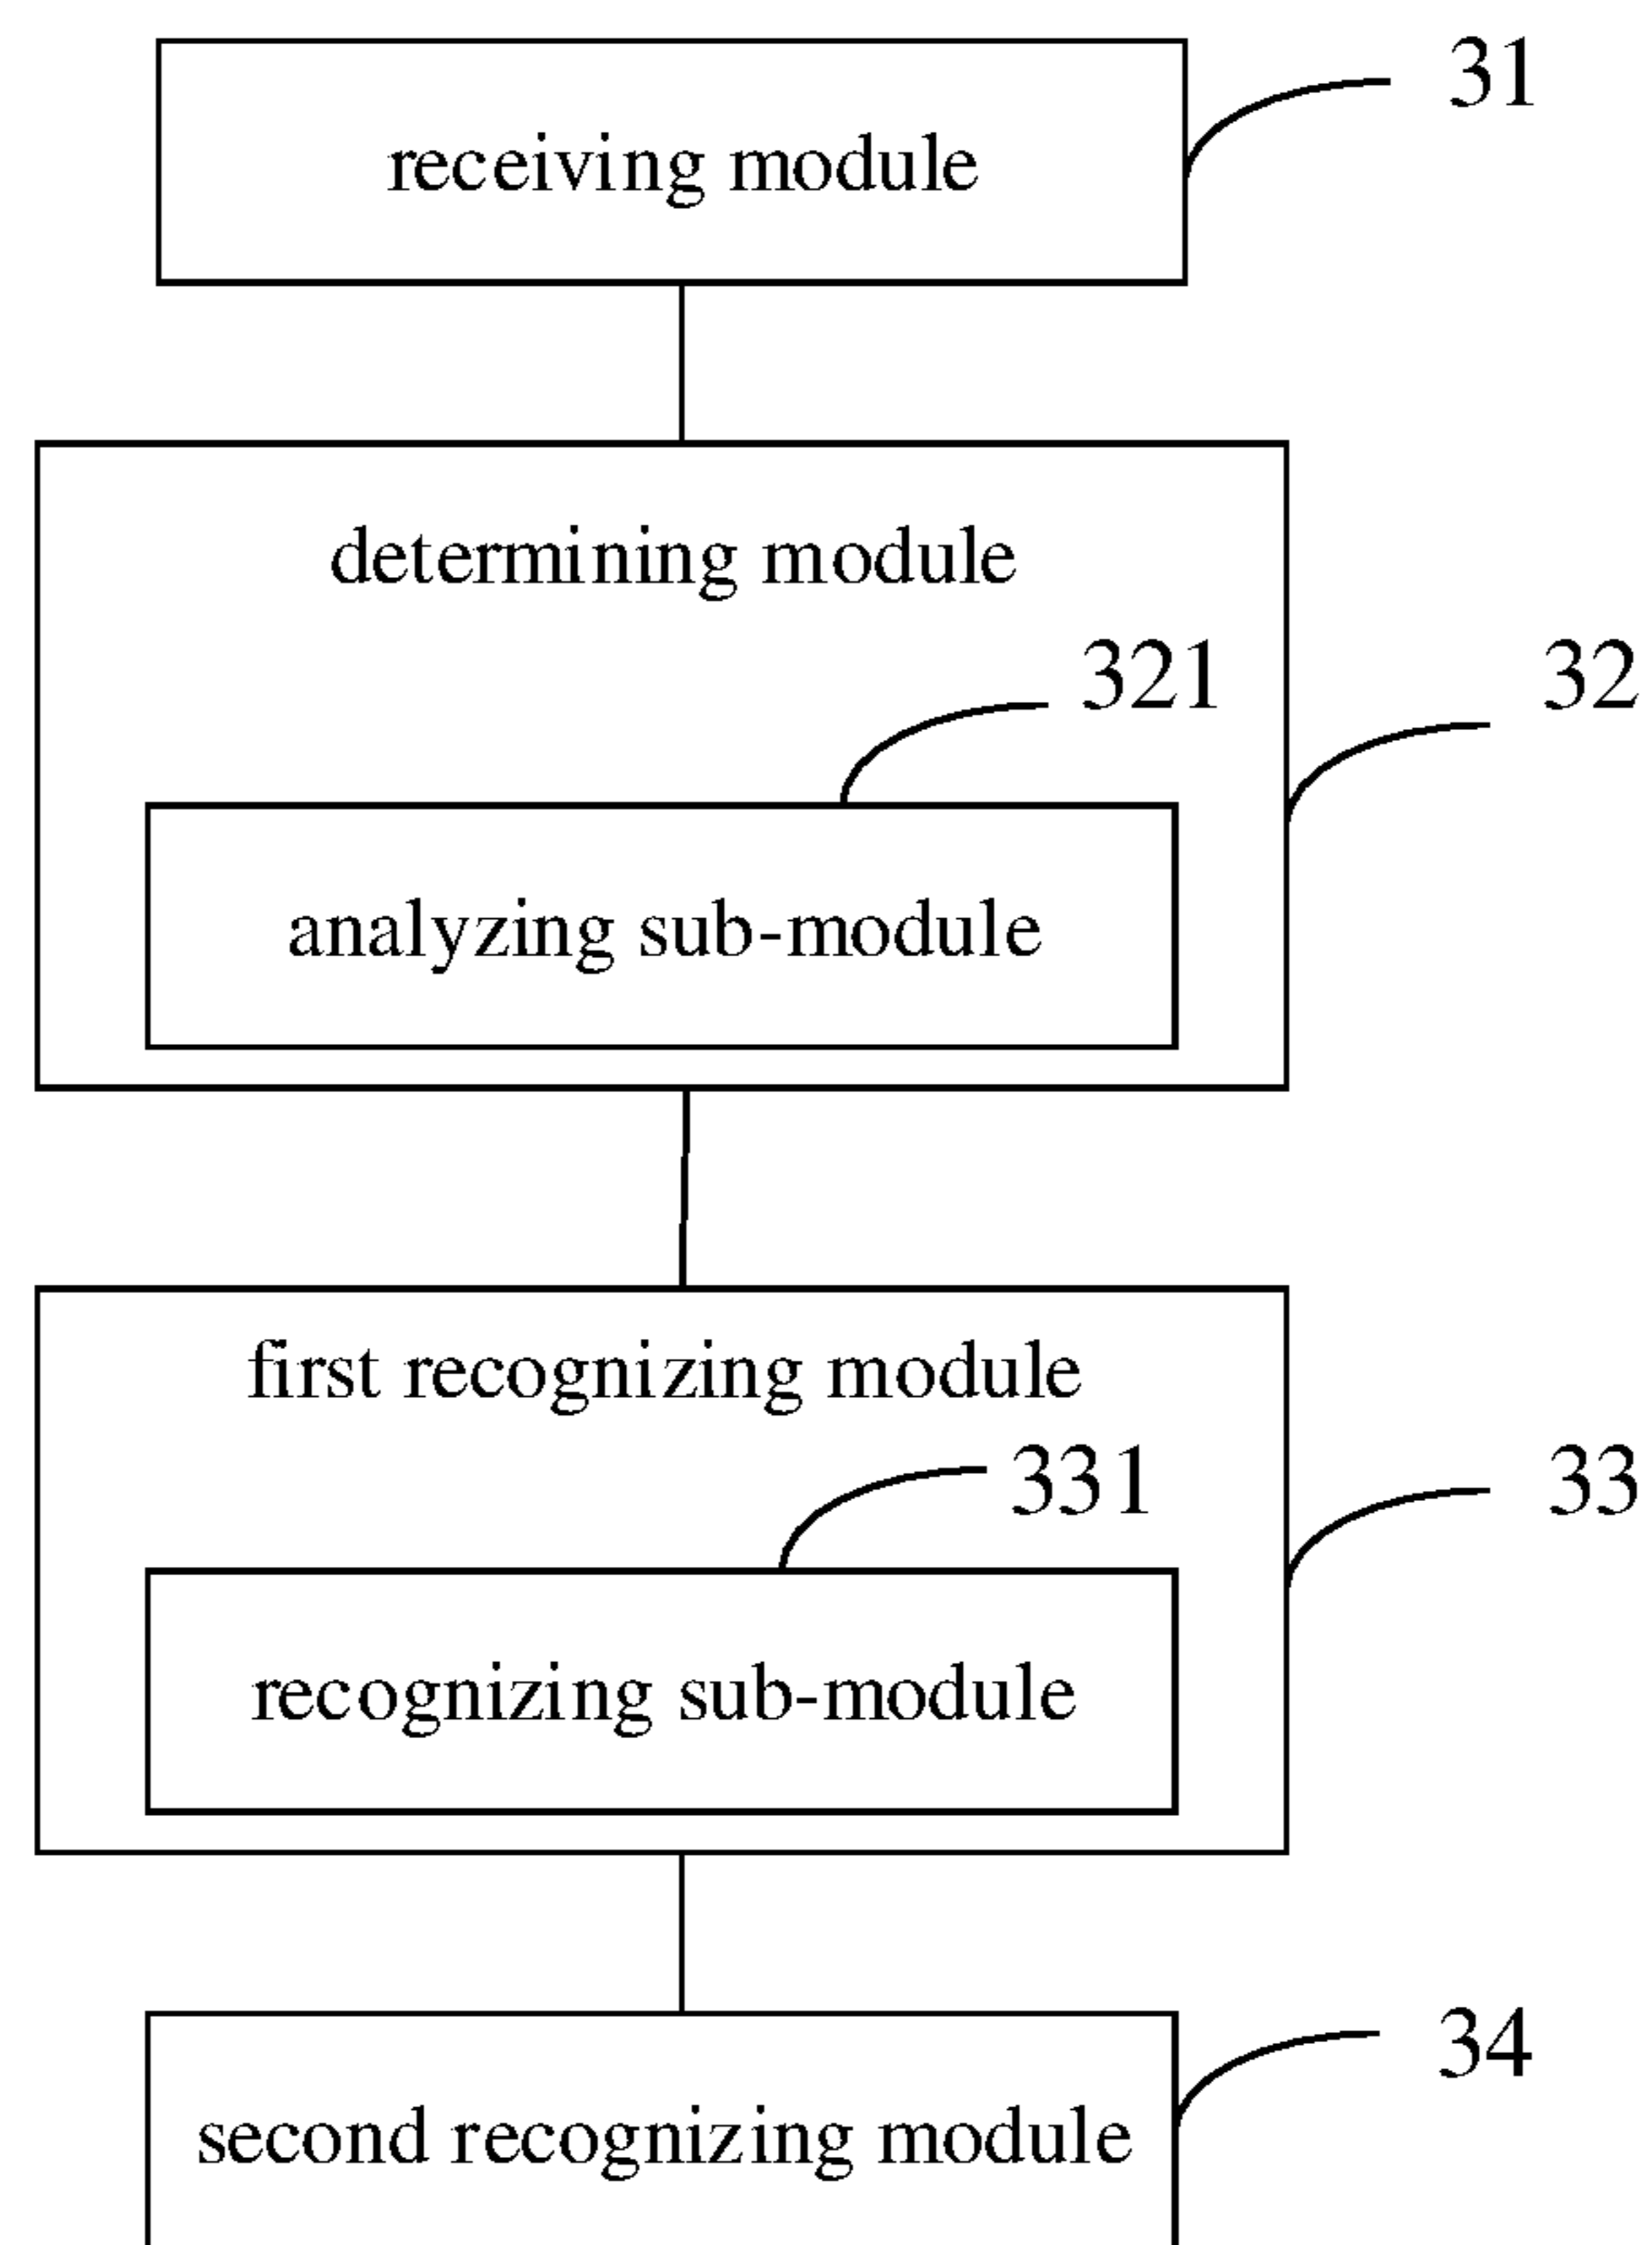 31
receiving module
determining module
321
32
analyzing sub-module
first recognizing module
331
33
recognizing sub-module
34
second recognizing module